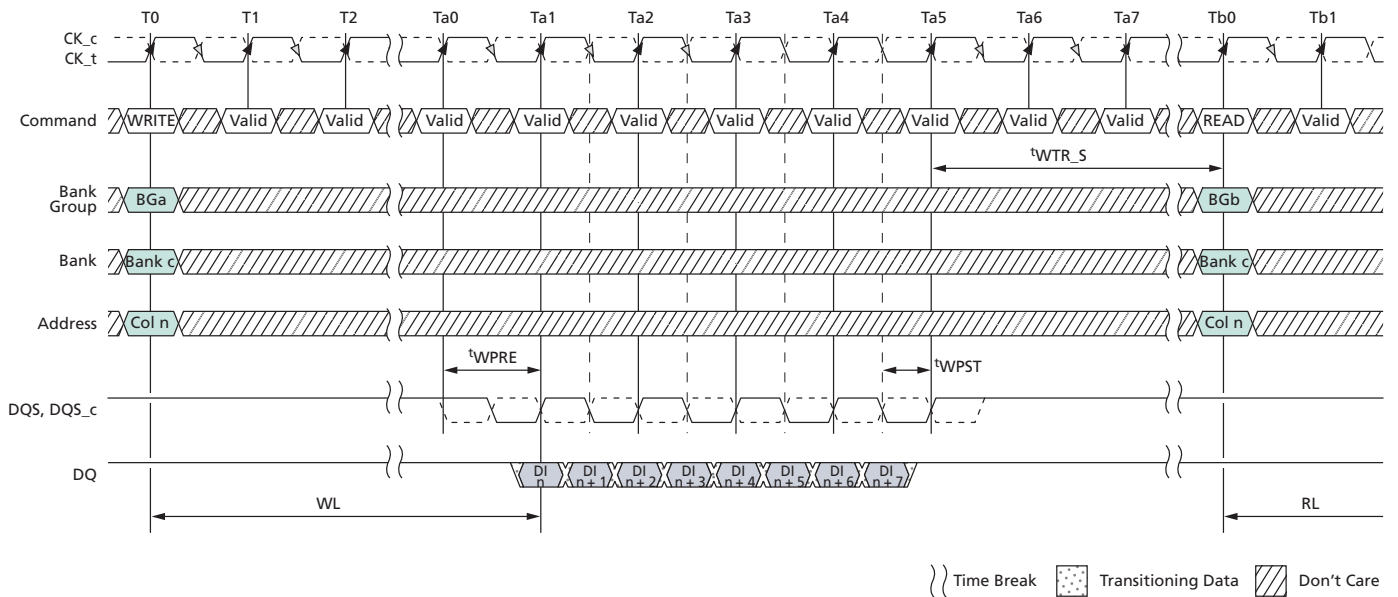 T0 T1 T2 Ta0 Ta1 Ta2 Ta3 Ta4 Ta5 Ta6 Ta7 Tb0 Tb1
CK_c
CK_t
Command WRITE Valid Valid Valid Valid Valid Valid Valid Valid Valid Valid READ Valid
tWTR_S
Bank Group BGa BGb
Bank Bank c Bank c
Address Col n Col n
tWPRE tWPST
DQS, DQS_c
DQ DI n DI n + 1 DI n + 2 DI n + 3 DI n + 4 DI n + 5 DI n + 6 DI n + 7
WL RL
Time Break Transitioning Data Don't Care